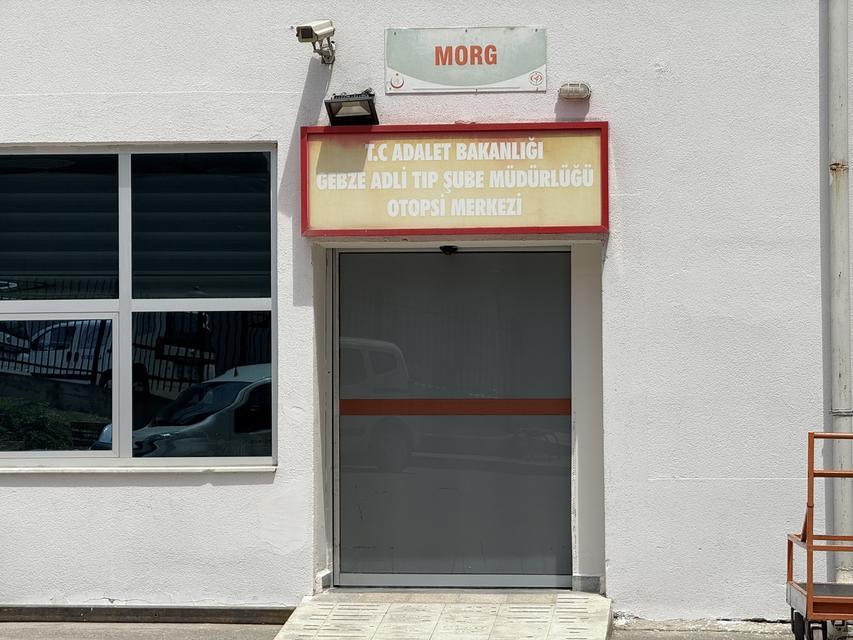 MORG
T.C ADALET BAKANLIĞI
GEBZE ADLİ TIP ŞUBE MÜDÜRLÜĞÜ
OTOPSİ MERKEZİ